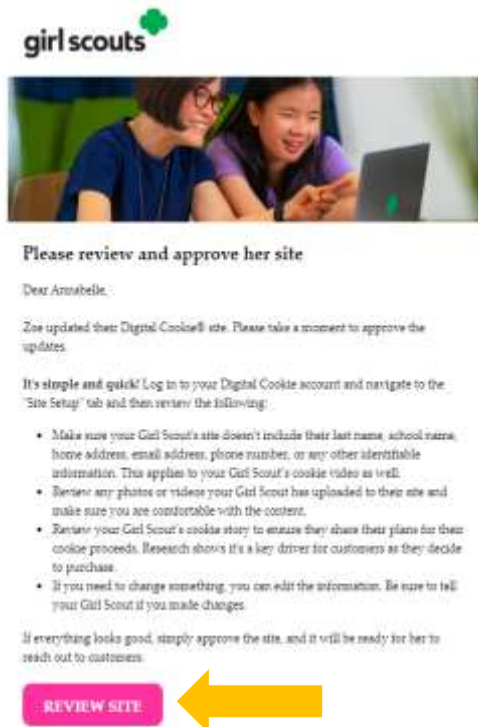 girl scouts
Please review and approve her site
Dear Annabelle,
Zoe updated their Digital Cookie® site. Please take a moment to approve the
updates.
It's simple and quick! Log in to your Digital Cookie account and navigate to the
"Site Setup" tab and then review the following:
• Make sure your Girl Scout's site doesn't include their last name, school name,
home address, email address, phone number, or any other identifiable
information. This applies to your Girl Scout's cookie video as well.
• Review any photos or videos your Girl Scout has uploaded to their site and
make sure you are comfortable with the content.
• Review your Girl Scout's cookie story to ensure they share their plans for their
cookie proceeds. Research shows it's a key driver for customers as they decide
to purchase.
• If you need to change something, you can edit the information. Be sure to tell
your Girl Scout if you made changes.
If everything looks good, simply approve the site, and it will be ready for her to
reach out to customers.
REVIEW SITE